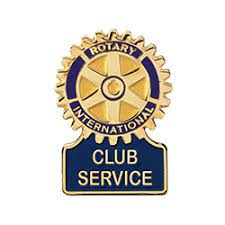 ROTARY
INTERNATIONAL
CLUB
SERVICE